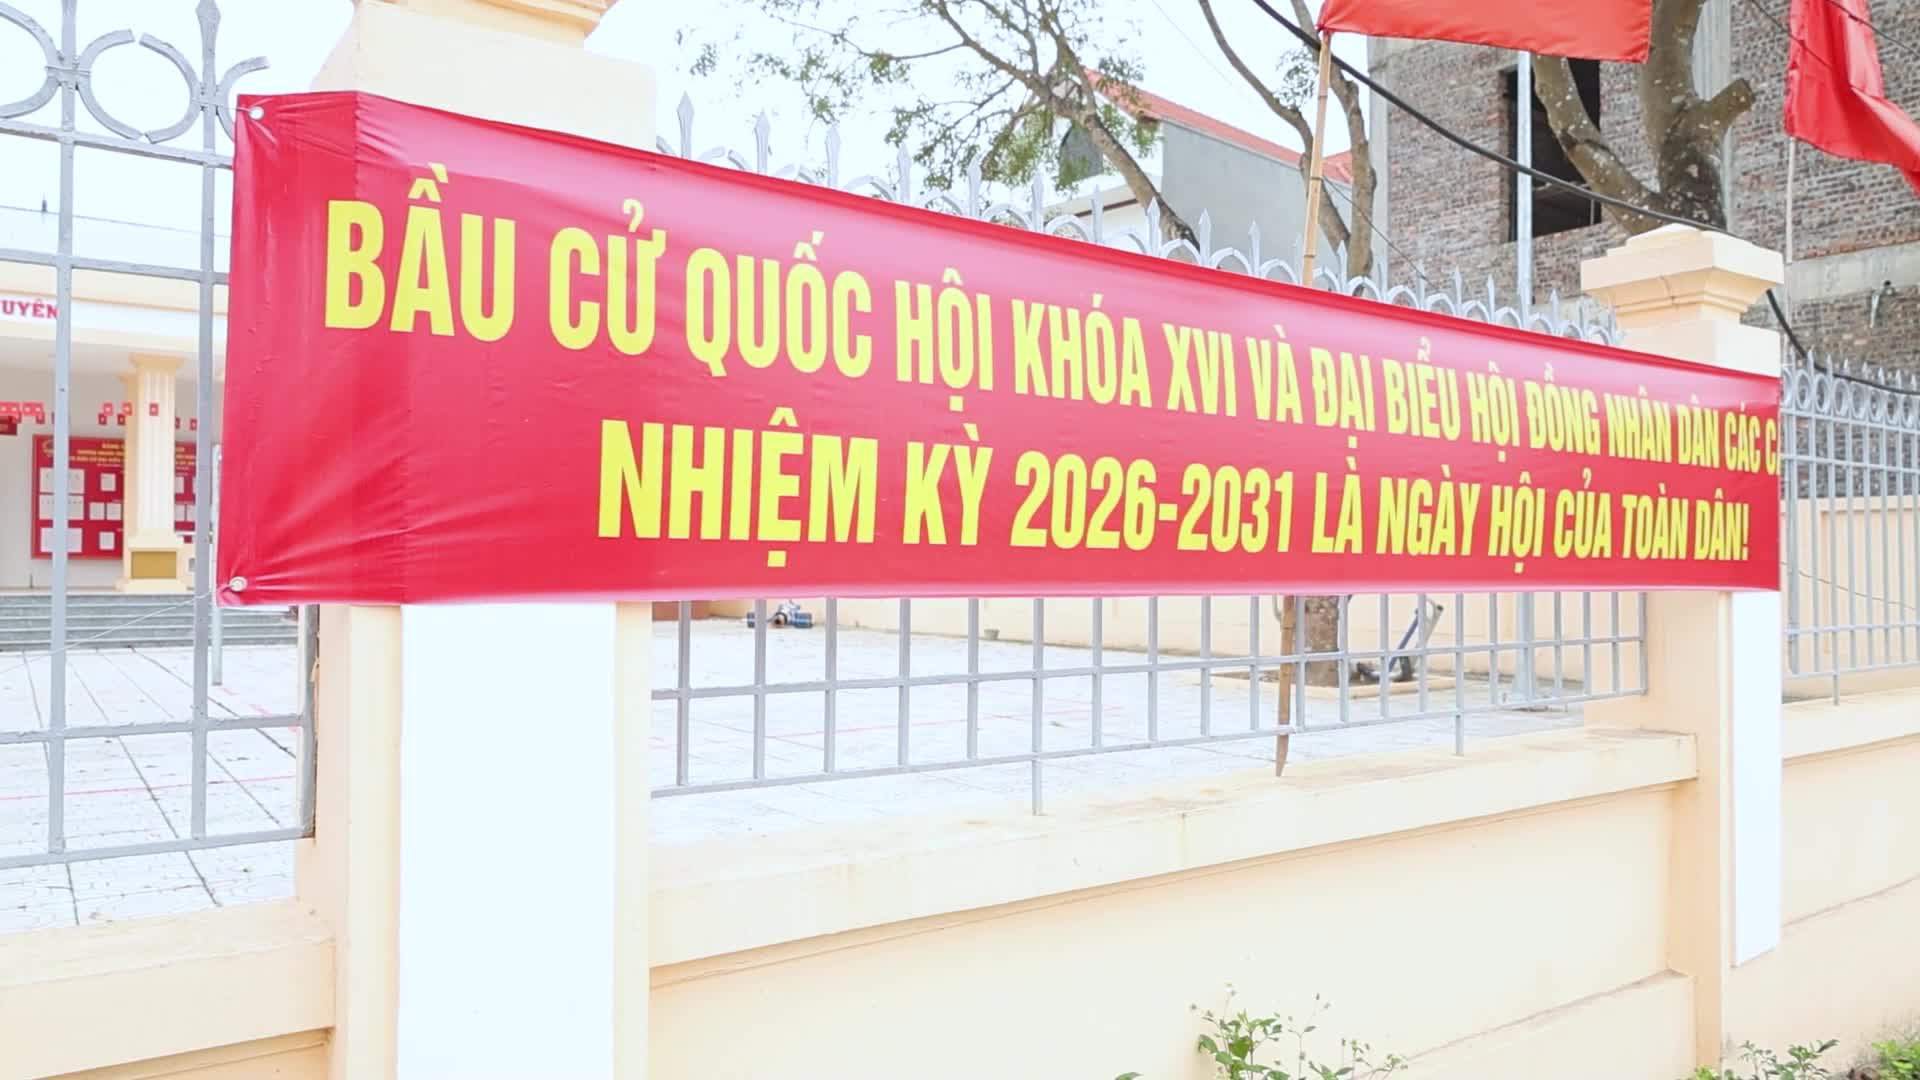 BẦU CỬ QUỐC HỘI KHÓA XVI VÀ ĐẠI BIỂU HỘI ĐỒNG NHÂN DÂN CÁC C
NHIỆM KỲ 2026-2031 LÀ NGÀY HỘI CỦA TOÀN DÂN!
UYÊN